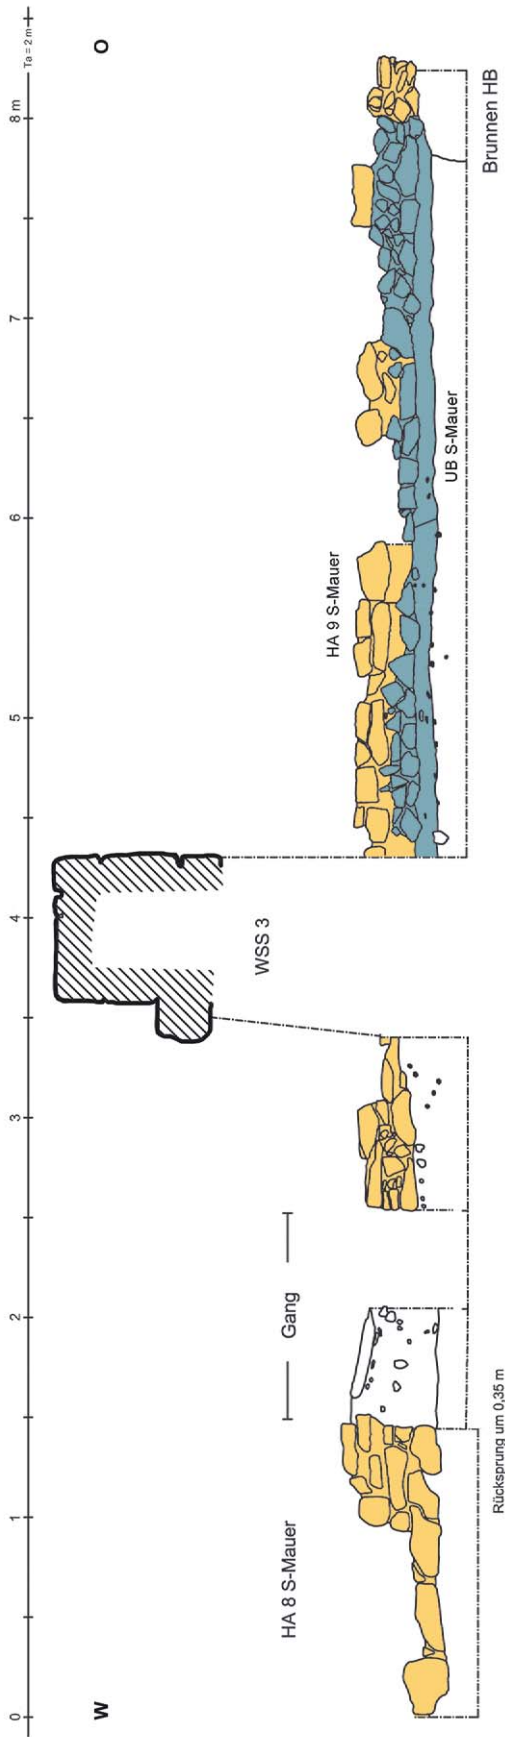 0 1 2 3 4 5 6 7 8 m
Ta = 2 m
W
O
HA 8 S-Mauer
Gang
WSS 3
HA 9 S-Mauer
UB S-Mauer
Brunnen HB
Rücksprung um 0,35 m